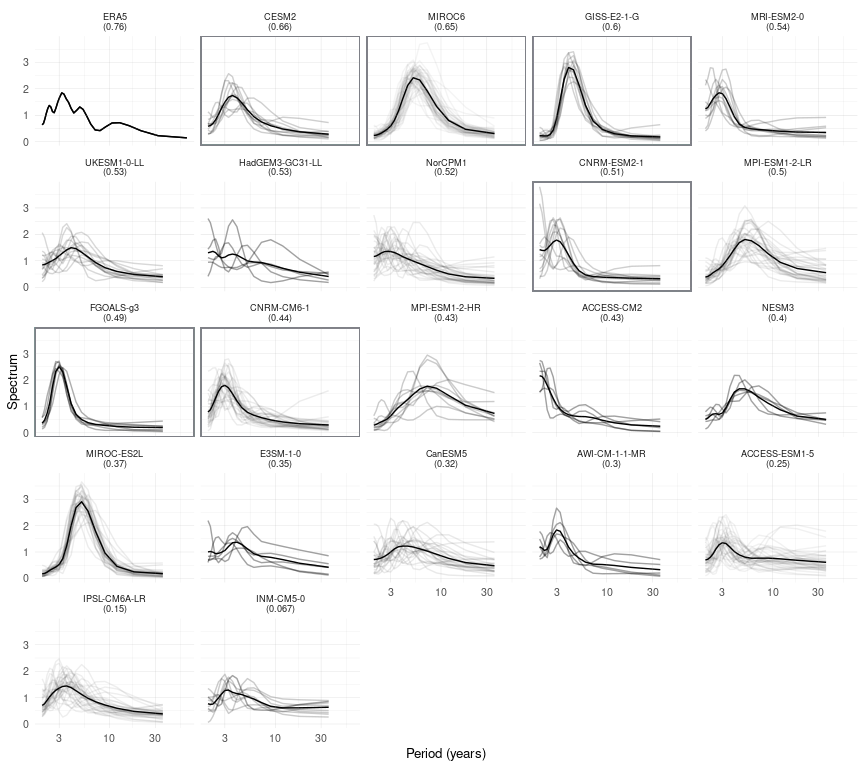 ERA5
(0.76)
CESM2
(0.66)
MIROC6
(0.65)
GISS-E2-1-G
(0.6)
MRI-ESM2-0
(0.54)
3
2
1
0
UKESM1-0-LL
(0.53)
HadGEM3-GC31-LL
(0.53)
NorCPM1
(0.52)
CNRM-ESM2-1
(0.51)
MPI-ESM1-2-LR
(0.5)
3
2
1
0
FGOALS-g3
(0.49)
CNRM-CM6-1
(0.44)
MPI-ESM1-2-HR
(0.43)
ACCESS-CM2
(0.43)
NESM3
(0.4)
Spectrum
3
2
1
0
MIROC-ES2L
(0.37)
E3SM-1-0
(0.35)
CanESM5
(0.32)
AWI-CM-1-1-MR
(0.3)
ACCESS-ESM1-5
(0.25)
3
2
1
0
3 10 30
3 10 30
3 10 30
IPSL-CM6A-LR
(0.15)
INM-CM5-0
(0.067)
3
2
1
0
3 10 30
3 10 30
Period (years)